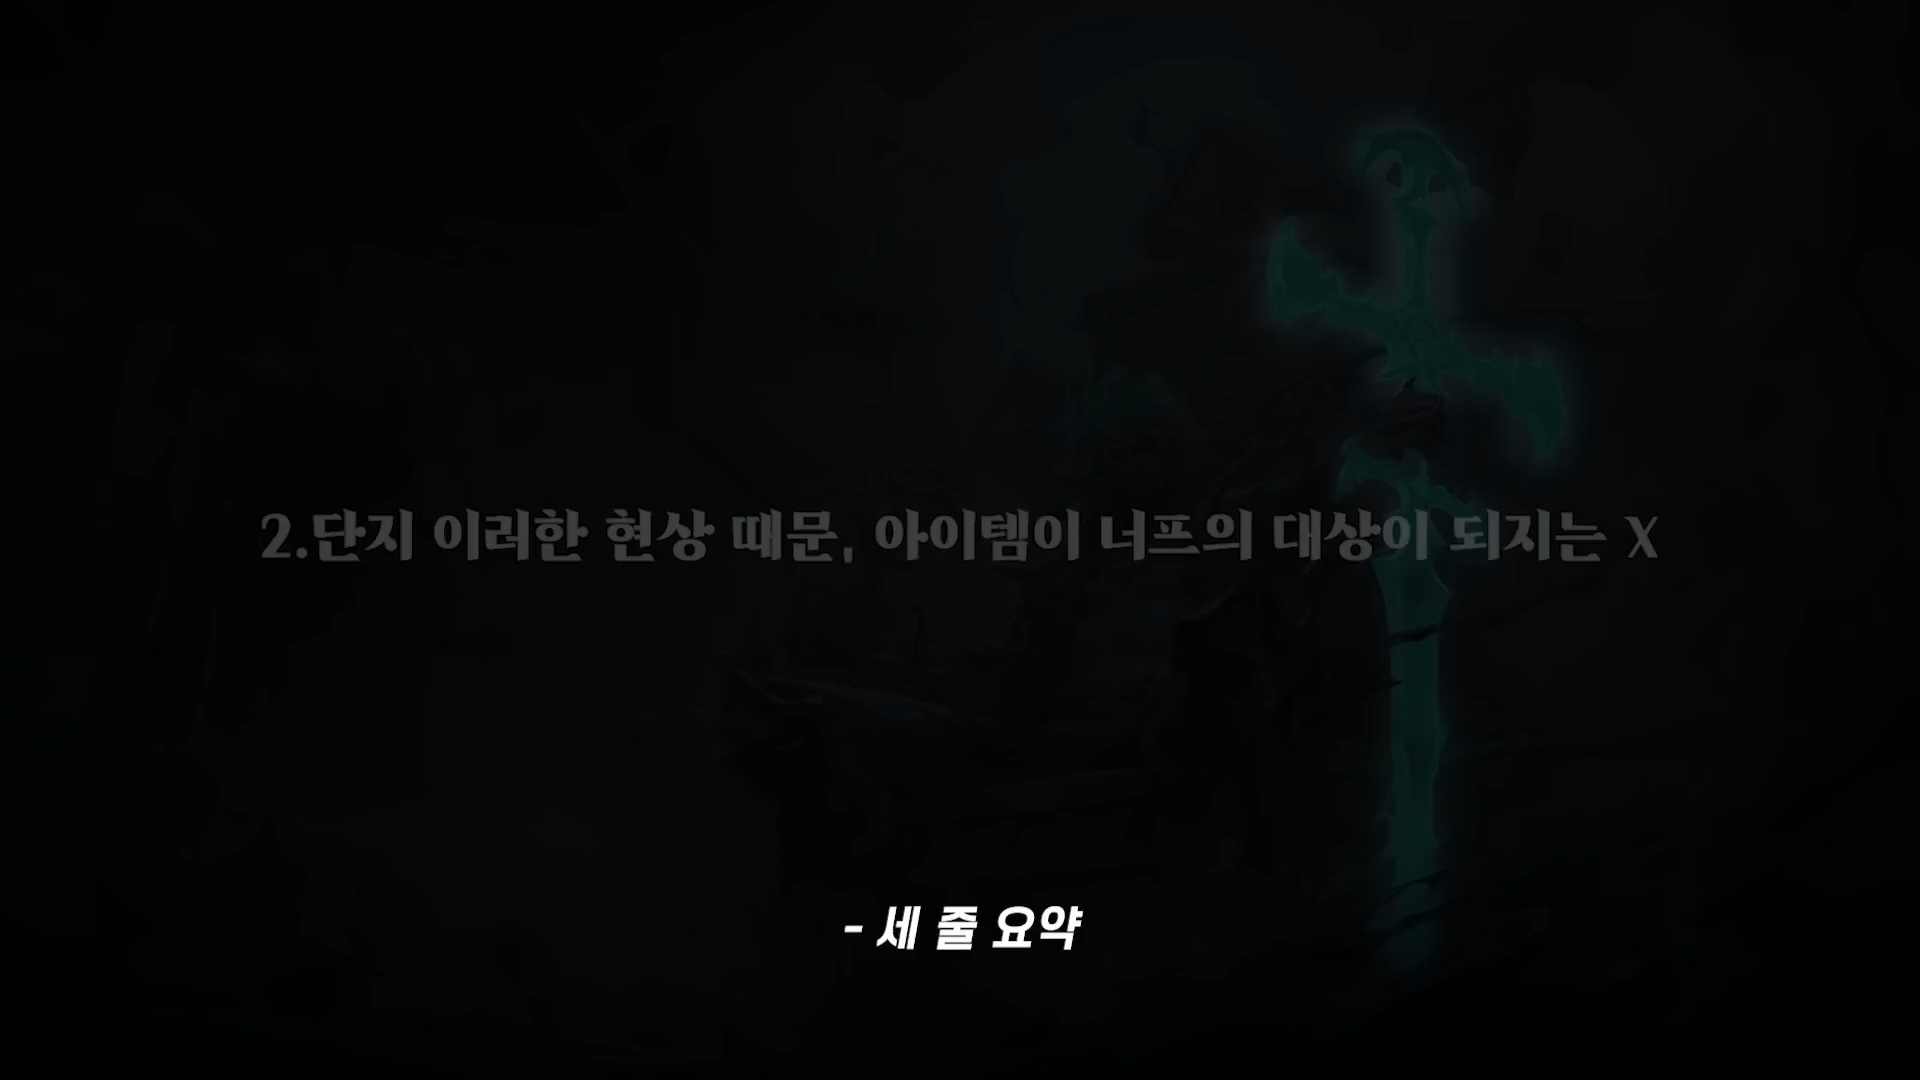 2.단지 이러한 현상 때문, 아이템이 너프의 대상이 되지는 X
- 세 줄 요약